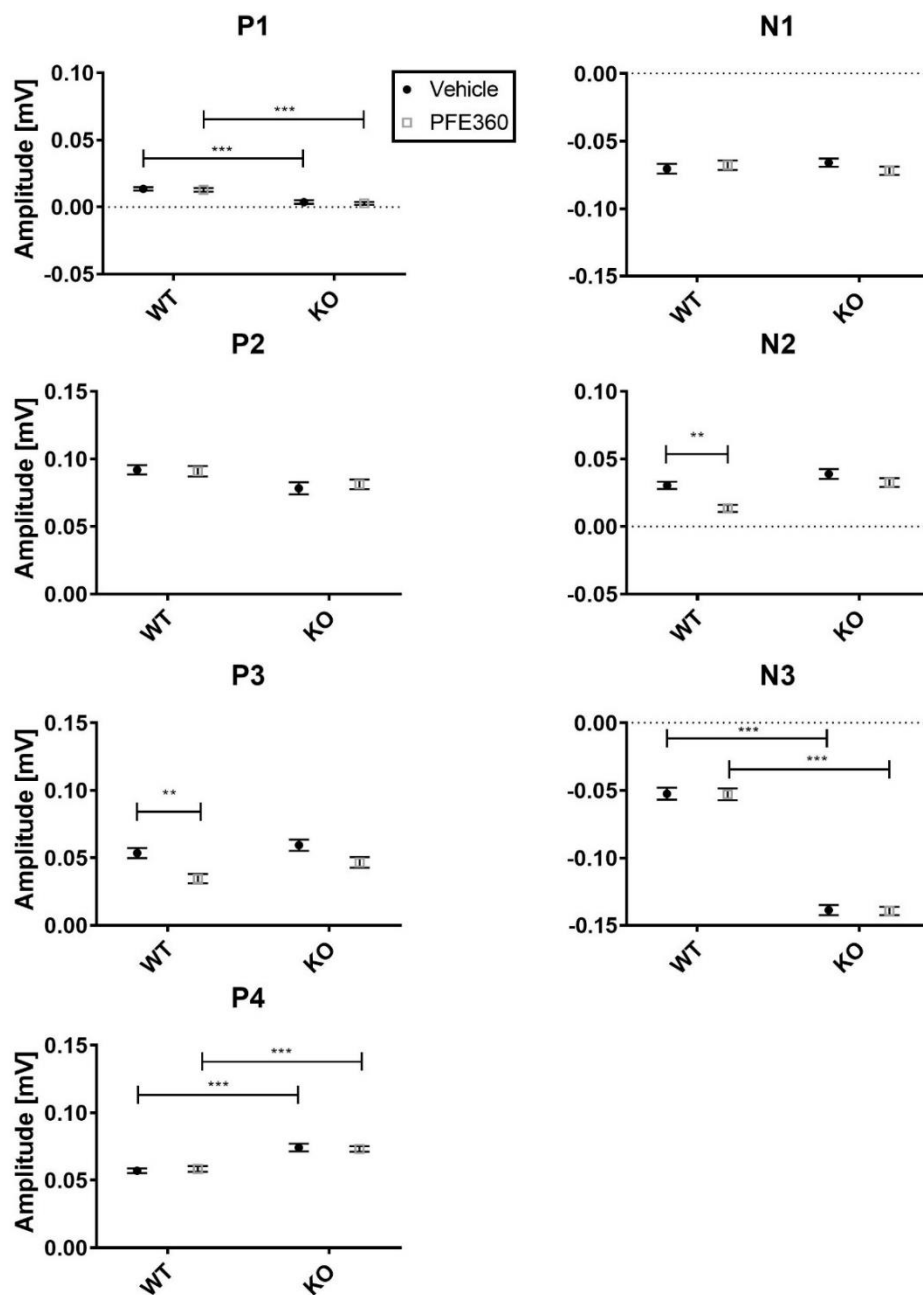 P1
Amplitude [mV]
0.10
0.05
0.00
-0.05
***
***
WT
KO
Vehicle
PFE360
N1
0.00
-0.05
-0.10
-0.15
WT
KO
P2
Amplitude [mV]
0.15
0.10
0.05
0.00
WT
KO
N2
0.10
0.05
0.00
-0.05
**
WT
KO
P3
Amplitude [mV]
0.15
0.10
0.05
0.00
**
WT
KO
N3
0.00
-0.05
-0.10
-0.15
***
***
WT
KO
P4
Amplitude [mV]
0.15
0.10
0.05
0.00
***
***
WT
KO